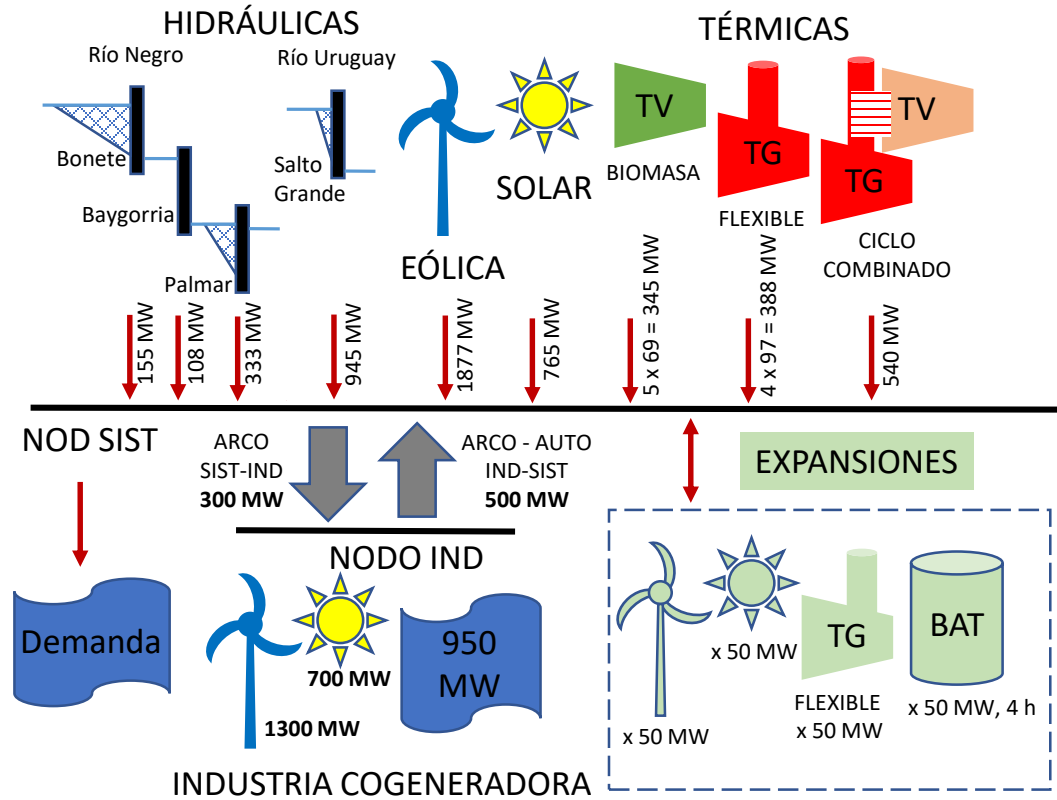 HIDRÁULICAS
TÉRMICAS
Río Negro
Río Uruguay
Bonete
Baygorria
Palmar
Salto
Grande
EÓLICA
SOLAR
TV
BIOMASA
TG
FLEXIBLE
TV
TG
CICLO
COMBINADO
155 MW
108 MW
333 MW
945 MW
1877 MW
765 MW
5 x 69 = 345 MW
4 x 97 = 388 MW
540 MW
NOD SIST
ARCO
SIST-IND
300 MW
ARCO - AUTO
IND-SIST
500 MW
EXPANSIONES
NODO IND
Demanda
700 MW
1300 MW
950
MW
INDUSTRIA COGENERADORA
x 50 MW
x 50 MW
TG
FLEXIBLE
x 50 MW
BAT
x 50 MW, 4 h